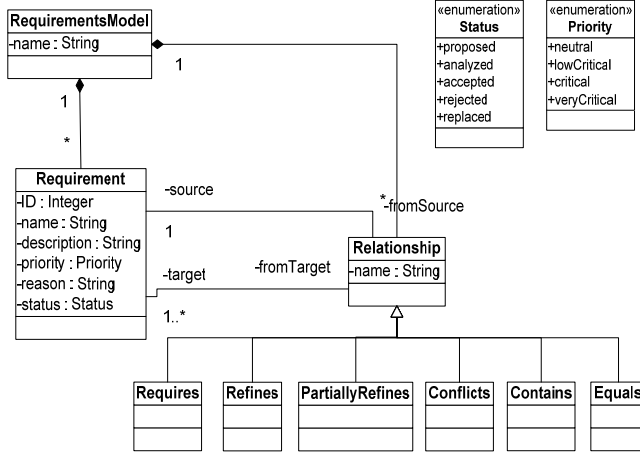 RequirementsModel
-name : String
1
1
*
«enumeration»
Status
+proposed
+analyzed
+accepted
+rejected
+replaced
«enumeration»
Priority
+neutral
+lowCritical
+critical
+veryCritical
Requirement
-ID : Integer
-name : String
-description : String
-priority : Priority
-reason : String
-status : Status
-source
1
-target
1..*
*
-fromSource
-fromTarget
Relationship
-name : String
Requires
Refines
PartiallyRefines
Conflicts
Contains
Equals